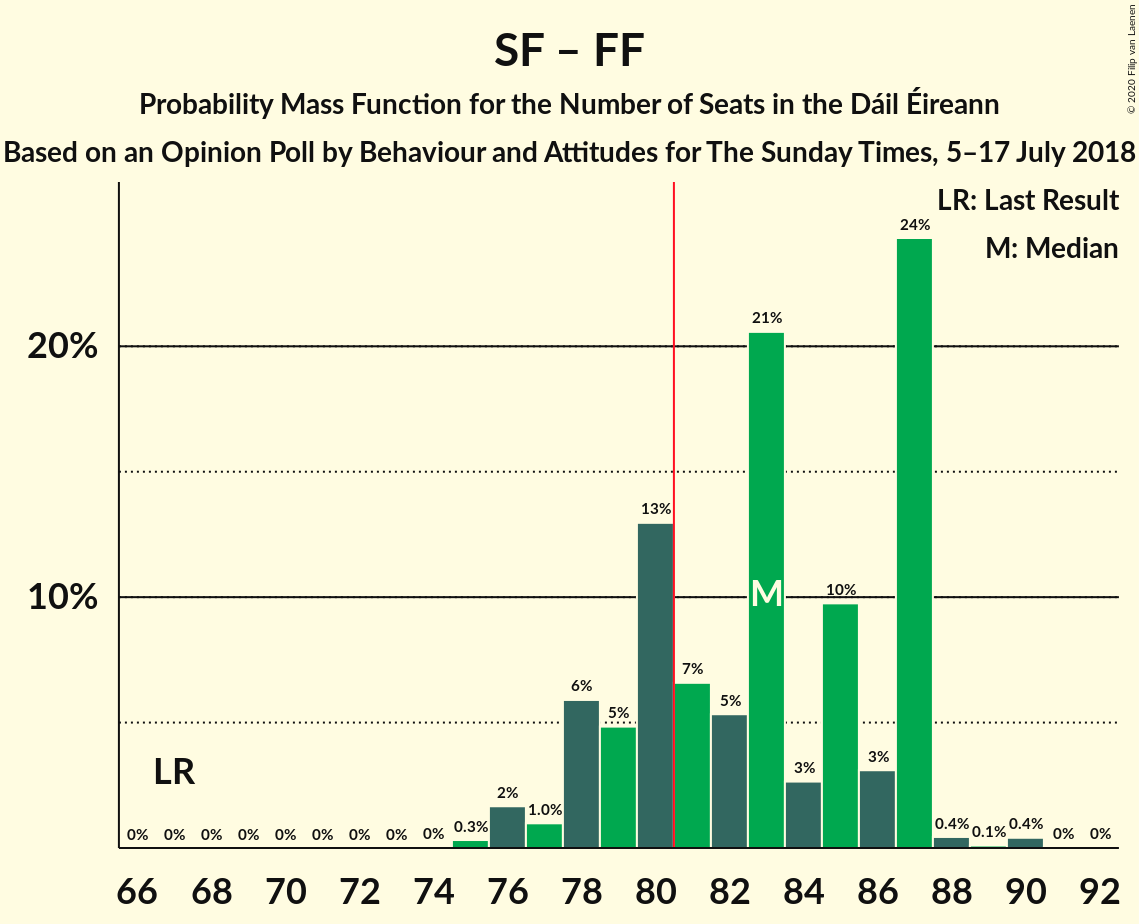 SF – FF
Probability Mass Function for the Number of Seats in the Dáil Éireann
Based on an Opinion Poll by Behaviour and Attitudes for The Sunday Times, 5–17 July 2018
© 2020 Filip van Laenen
LR: Last Result
M: Median
20%
10%
0% 0% 0% 0% 0% 0% 0% 0% 0% 0.3% 2% 1.0% 6% 5% 13% 7% 5% 21% 3% 10% 3% 24% 0.4% 0.1% 0.4% 0% 0%
M
LR
66 68 70 72 74 76 78 80 82 84 86 88 90 92